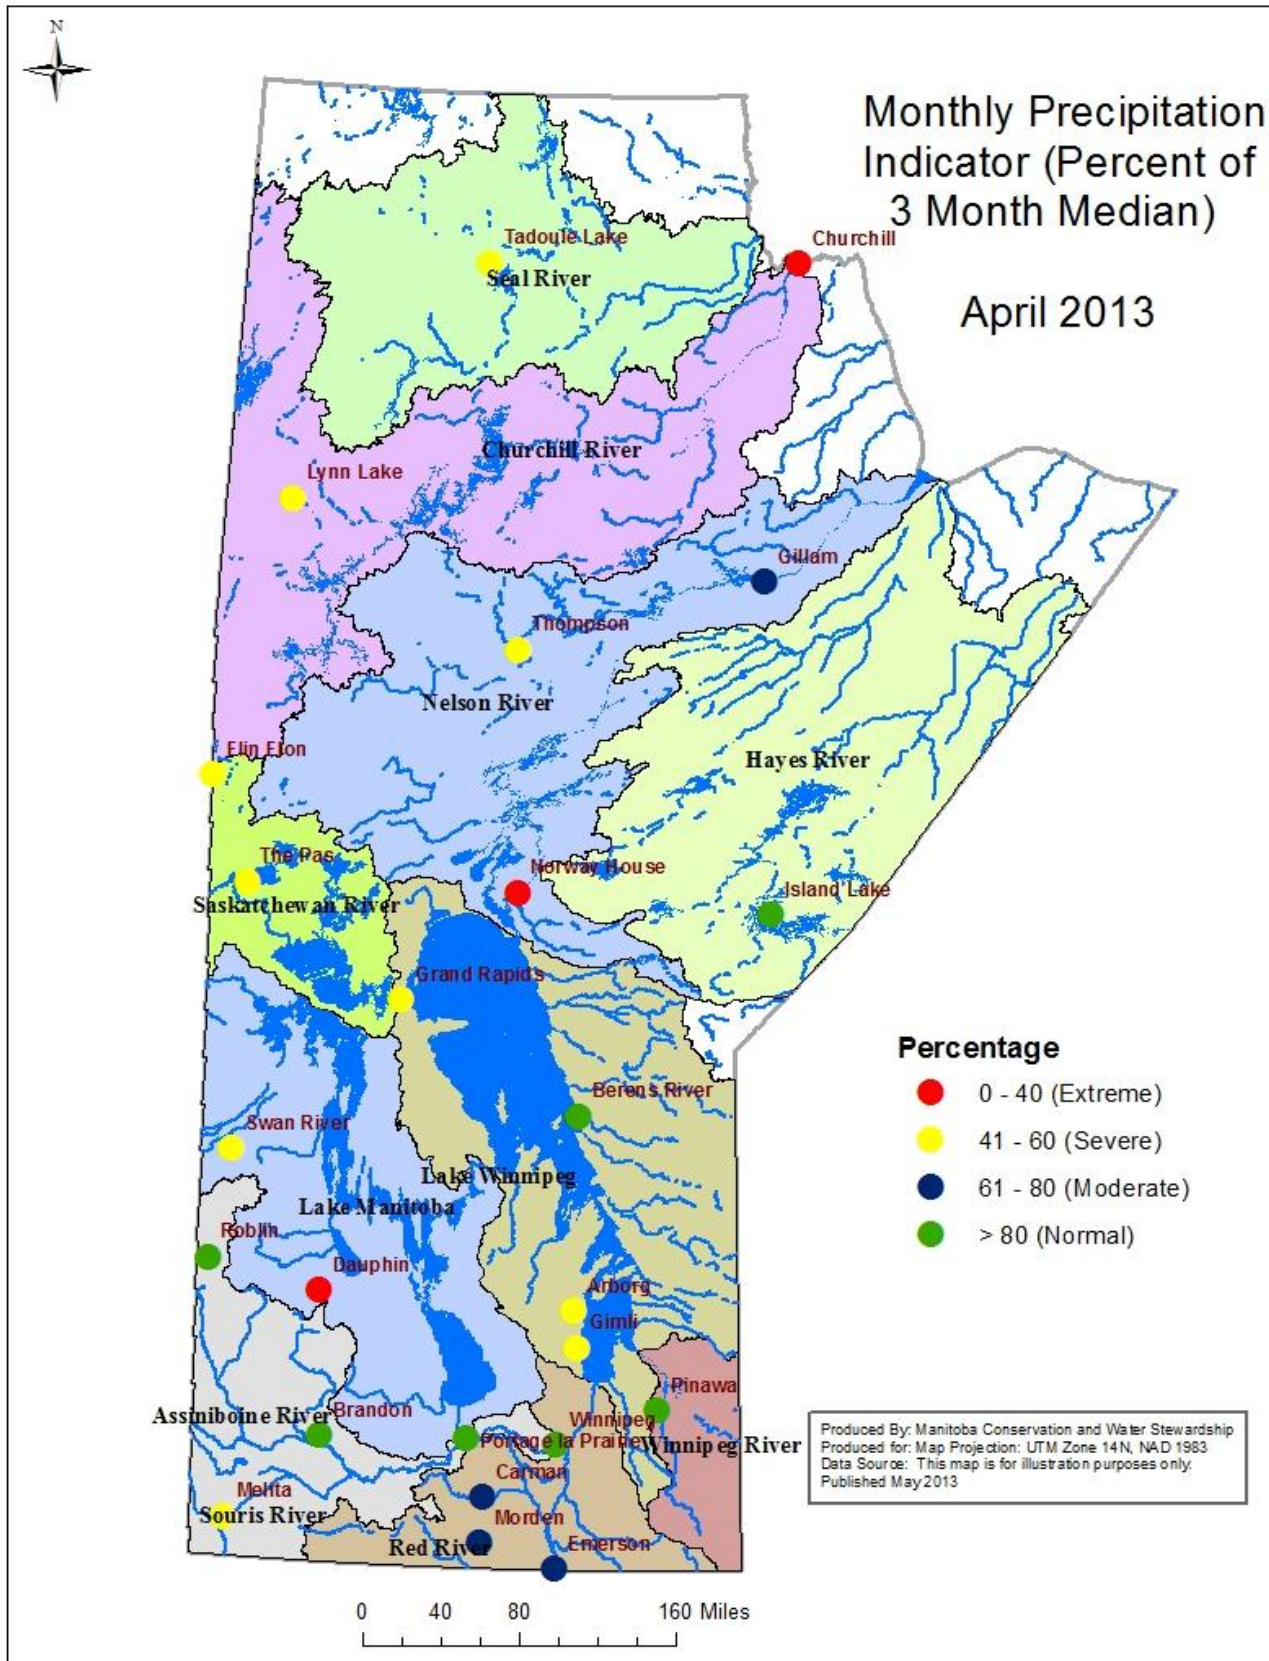 N
Monthly Precipitation
Indicator (Percent of
3 Month Median)
April 2013
Tadoule Lake
Churchill
Seal River
Churchill River
Lynn Lake
Gillam
Thompson
Nelson River
Flin Flon
Hayes River
The Pas
Norway House
Island Lake
Saskatchewan River
Grand Rapids
Percentage
0 - 40 (Extreme)
41 - 60 (Severe)
61 - 80 (Moderate)
> 80 (Normal)
Berens River
Swan River
Lake Winnipeg
Lake Manitoba
Roblin
Dauphin
Arborg
Gimli
Pinawa
Assiniboine River
Brandon
Winnipeg
Portage la Prairie
Winnipeg River
Carman
Melita
Souris River
Morden
Red River
Emerson
Produced By: Manitoba Conservation and Water Stewardship
Produced for: Map Projection: UTM Zone 14N, NAD 1983
Data Source: This map is for illustration purposes only.
Published May 2013
0 40 80 160 Miles